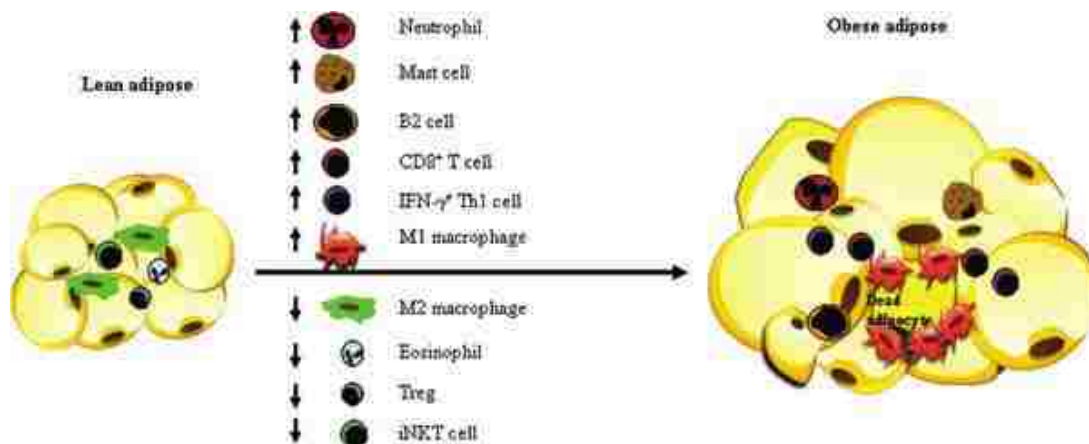 Lean adipose
Neutrophil
Mast cell
B2 cell
CD8⁺ T cell
IFN-γ⁺ Th1 cell
M1 macrophage
M2 macrophage
Eosinophil
Treg
iNKT cell
Obese adipose
Dead
adipocyte